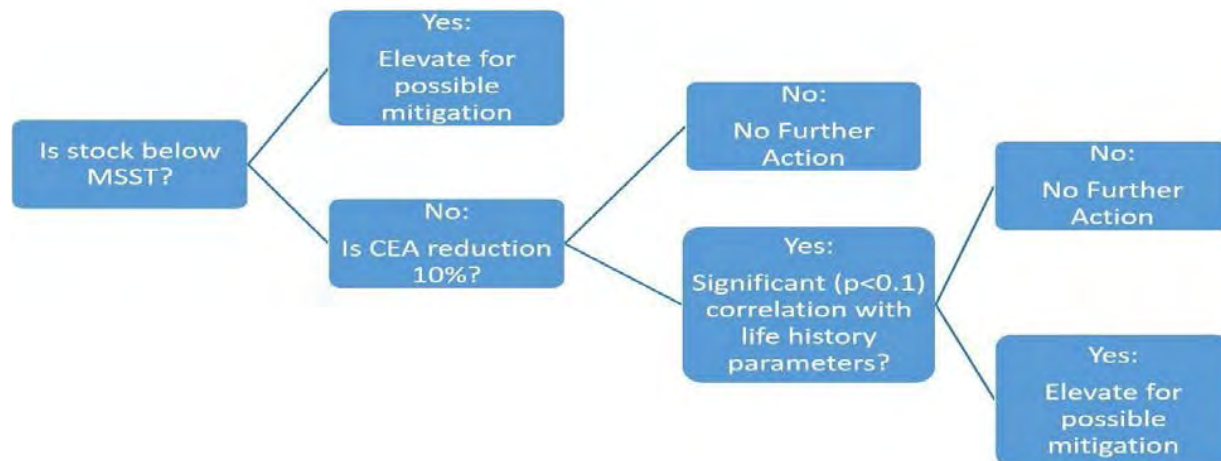 Is stock below
MSST?
Yes:
Elevate for
possible
mitigation
No:
Is CEA reduction
10%?
No:
No Further
Action
Yes:
Significant (p<0.1)
correlation with
life history
parameters?
No:
No Further
Action
Yes:
Elevate for
possible
mitigation